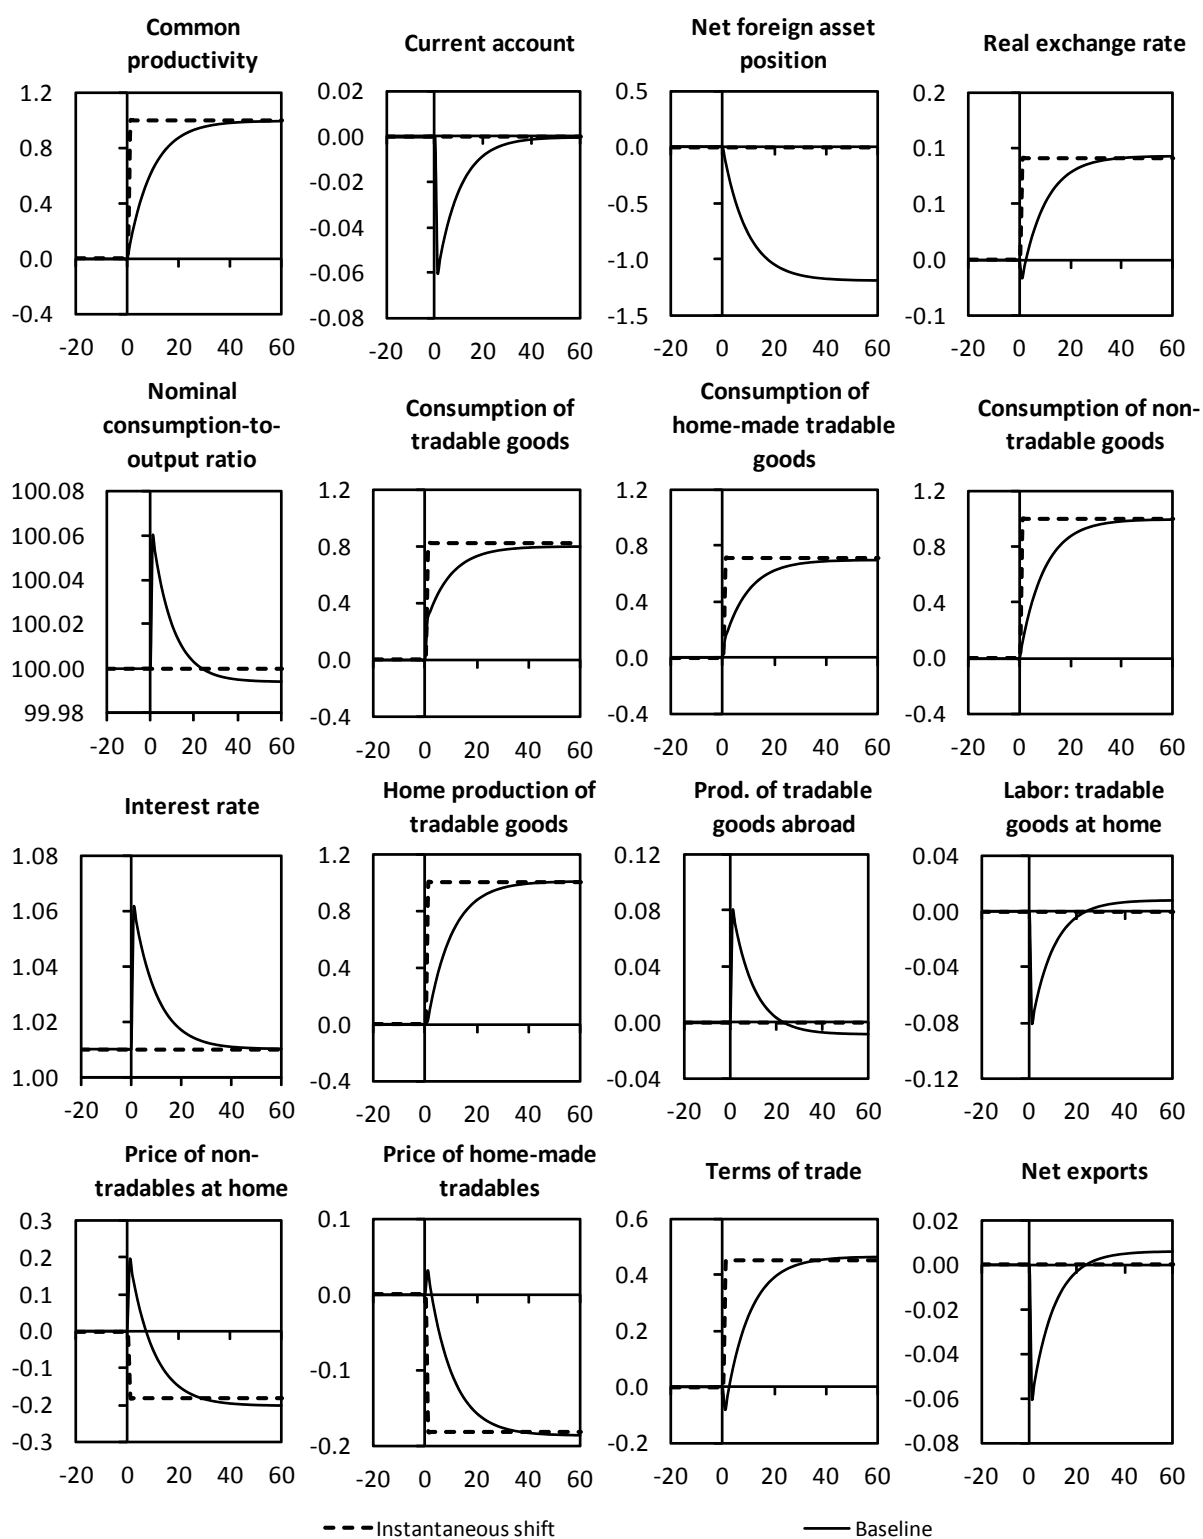 Common
productivity
1.2
0.8
0.4
0.0
-0.4
-20 0 20 40 60
Current account
0.02
0.00
-0.02
-0.04
-0.06
-0.08
-20 0 20 40 60
Net foreign asset
position
0.5
0.0
-0.5
-1.0
-1.5
-20 0 20 40 60
Real exchange rate
0.2
0.1
0.1
0.0
-0.1
-20 0 20 40 60
Nominal
consumption-to-
output ratio
100.08
100.06
100.04
100.02
100.00
99.98
-20 0 20 40 60
Consumption of
tradable goods
1.2
0.8
0.4
0.0
-0.4
-20 0 20 40 60
Consumption of
home-made tradable
goods
1.2
0.8
0.4
0.0
-0.4
-20 0 20 40 60
Consumption of non-
tradable goods
1.2
0.8
0.4
0.0
-0.4
-20 0 20 40 60
Interest rate
1.08
1.06
1.04
1.02
1.00
-20 0 20 40 60
Home production of
tradable goods
1.2
0.8
0.4
0.0
-0.4
-20 0 20 40 60
Prod. of tradable
goods abroad
0.12
0.08
0.04
0.00
-0.04
-20 0 20 40 60
Labor: tradable
goods at home
0.04
0.00
-0.04
-0.08
-0.12
-20 0 20 40 60
Price of non-
tradables at home
0.3
0.2
0.1
0.0
-0.1
-0.2
-0.3
-20 0 20 40 60
Price of home-made
tradables
0.1
0.0
-0.1
-0.2
-20 0 20 40 60
Terms of trade
0.6
0.4
0.2
0.0
-0.2
-20 0 20 40 60
Net exports
0.02
0.00
-0.02
-0.04
-0.06
-0.08
-20 0 20 40 60
Instantaneous shift
Baseline